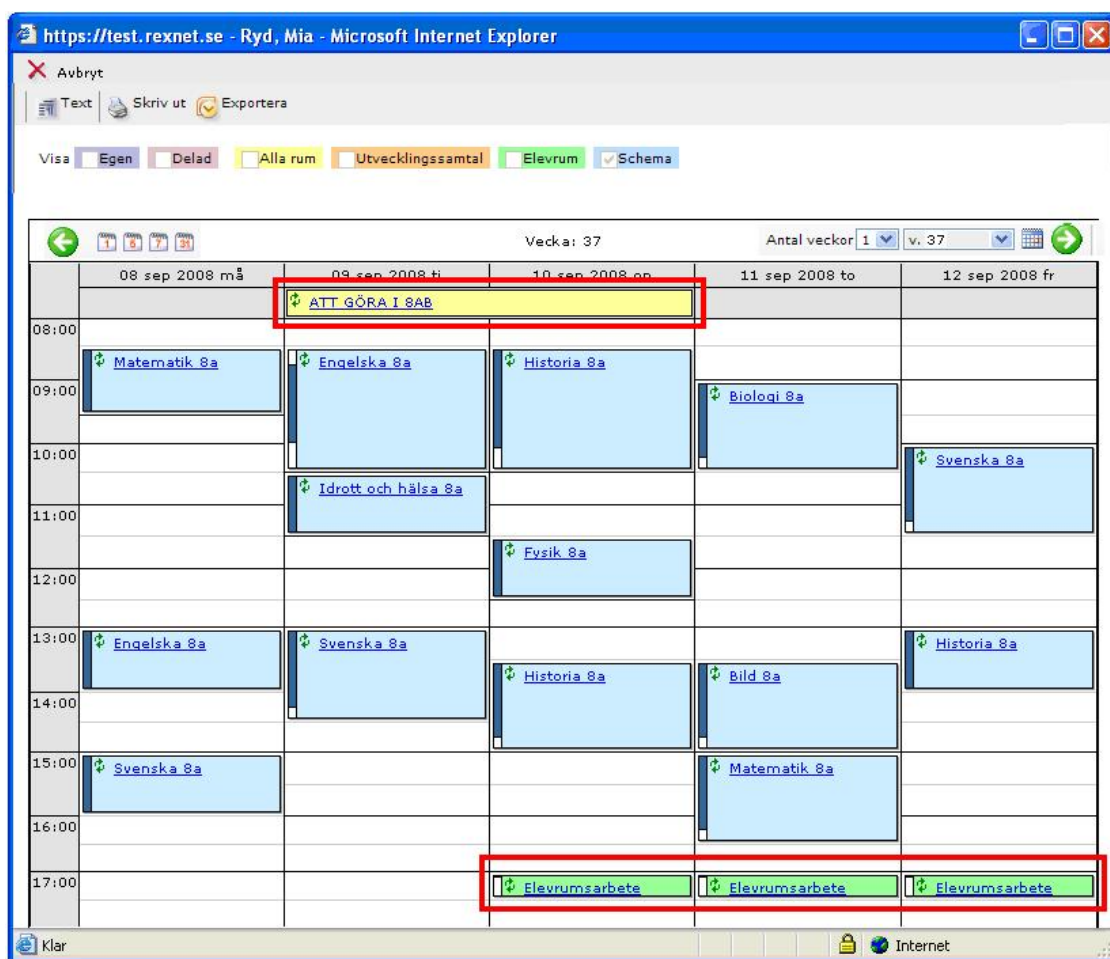 https://test.rexnet.se - Ryd, Mia - Microsoft Internet Explorer
Avbryt
Text Skriv ut Exportera
Visa Egen Delad Alla rum Utvecklingssamtal Elevrum Schema
1 5 7 31 Vecka: 37 Antal veckor 1 v. 37
08 sep 2008 må 09 sep 2008 ti 10 sep 2008 on 11 sep 2008 to 12 sep 2008 fr
ATT GÖRA I 8AB
08:00
Matematik 8a Engelska 8a Historia 8a
09:00 Biologi 8a
10:00 Svenska 8a
Idrott och hälsa 8a
11:00
Fysik 8a
12:00
13:00 Engelska 8a Svenska 8a Historia 8a
Historia 8a Bild 8a
14:00
15:00 Svenska 8a Matematik 8a
16:00
17:00 Elevrumsarbete Elevrumsarbete Elevrumsarbete
Klar Internet